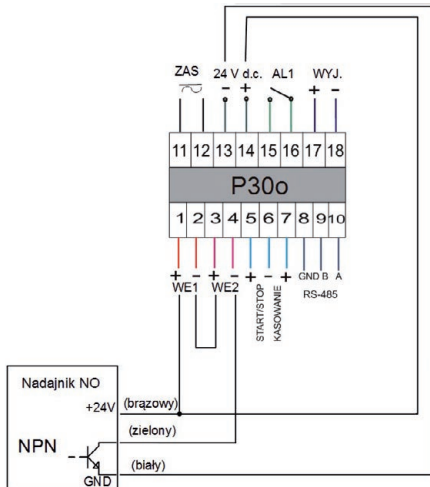 ZAS 24 V d.c. AL1 WYJ.
- + + -
11 12 13 14 15 16 17 18
P30o
1 2 3 4 5 6 7 8 9 10
+ - + - + - + GND B A
WE1 WE2 START/STOP KASOWANIE RS-485
Nadajnik NO
+24V (brązowy)
(zielony)
NPN
GND (biały)